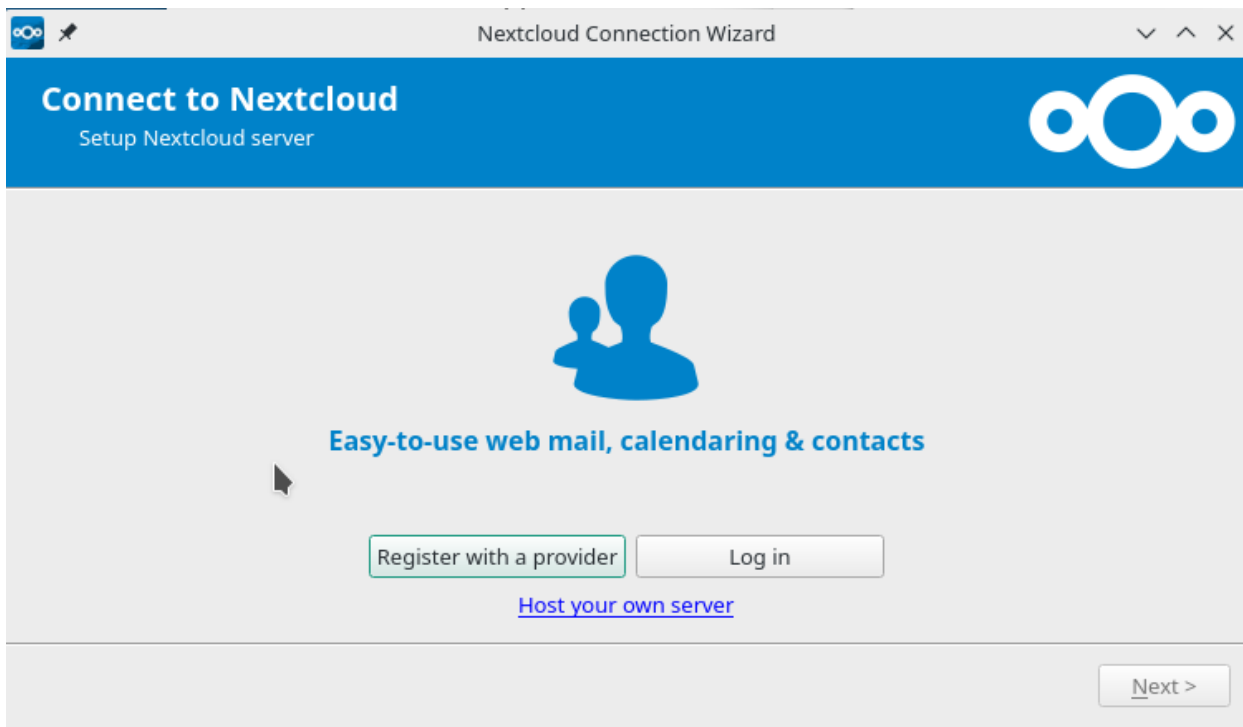 Nextcloud Connection Wizard
Connect to Nextcloud
Setup Nextcloud server
Easy-to-use web mail, calendaring & contacts
Register with a provider
Log in
Host your own server
Next >